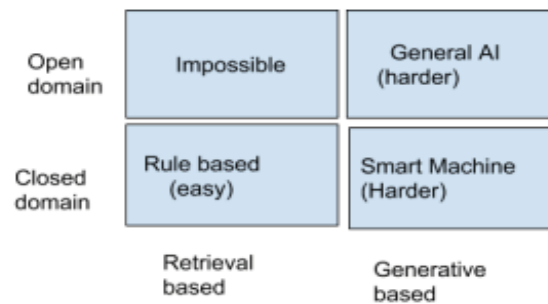 Open
domain
Impossible
General AI
(harder)
Closed
domain
Rule based
(easy)
Smart Machine
(Harder)
Retrieval
based
Generative
based